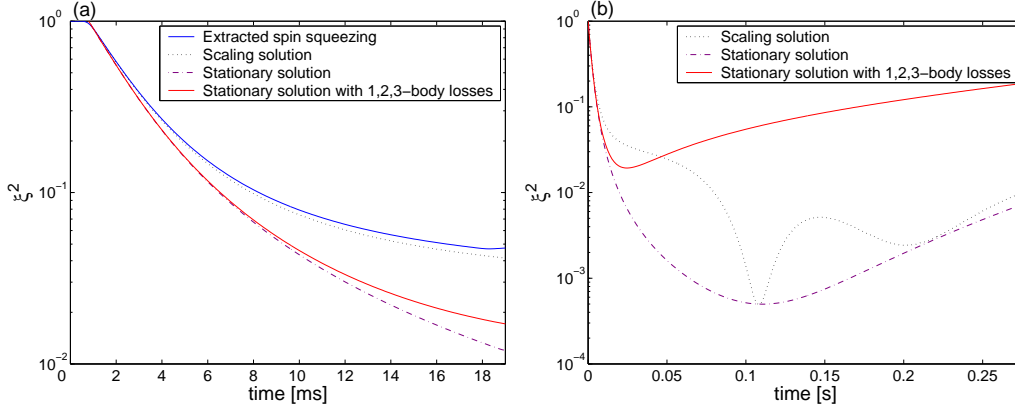 (a)
10^0
10^-1
10^-2
ξ^2
Extracted spin squeezing
Scaling solution
Stationary solution
Stationary solution with 1,2,3−body losses
0 2 4 6 8 10 12 14 16 18
time [ms]
(b)
10^0
10^-1
10^-2
10^-3
10^-4
ξ^2
Scaling solution
Stationary solution
Stationary solution with 1,2,3−body losses
0 0.05 0.1 0.15 0.2 0.25
time [s]